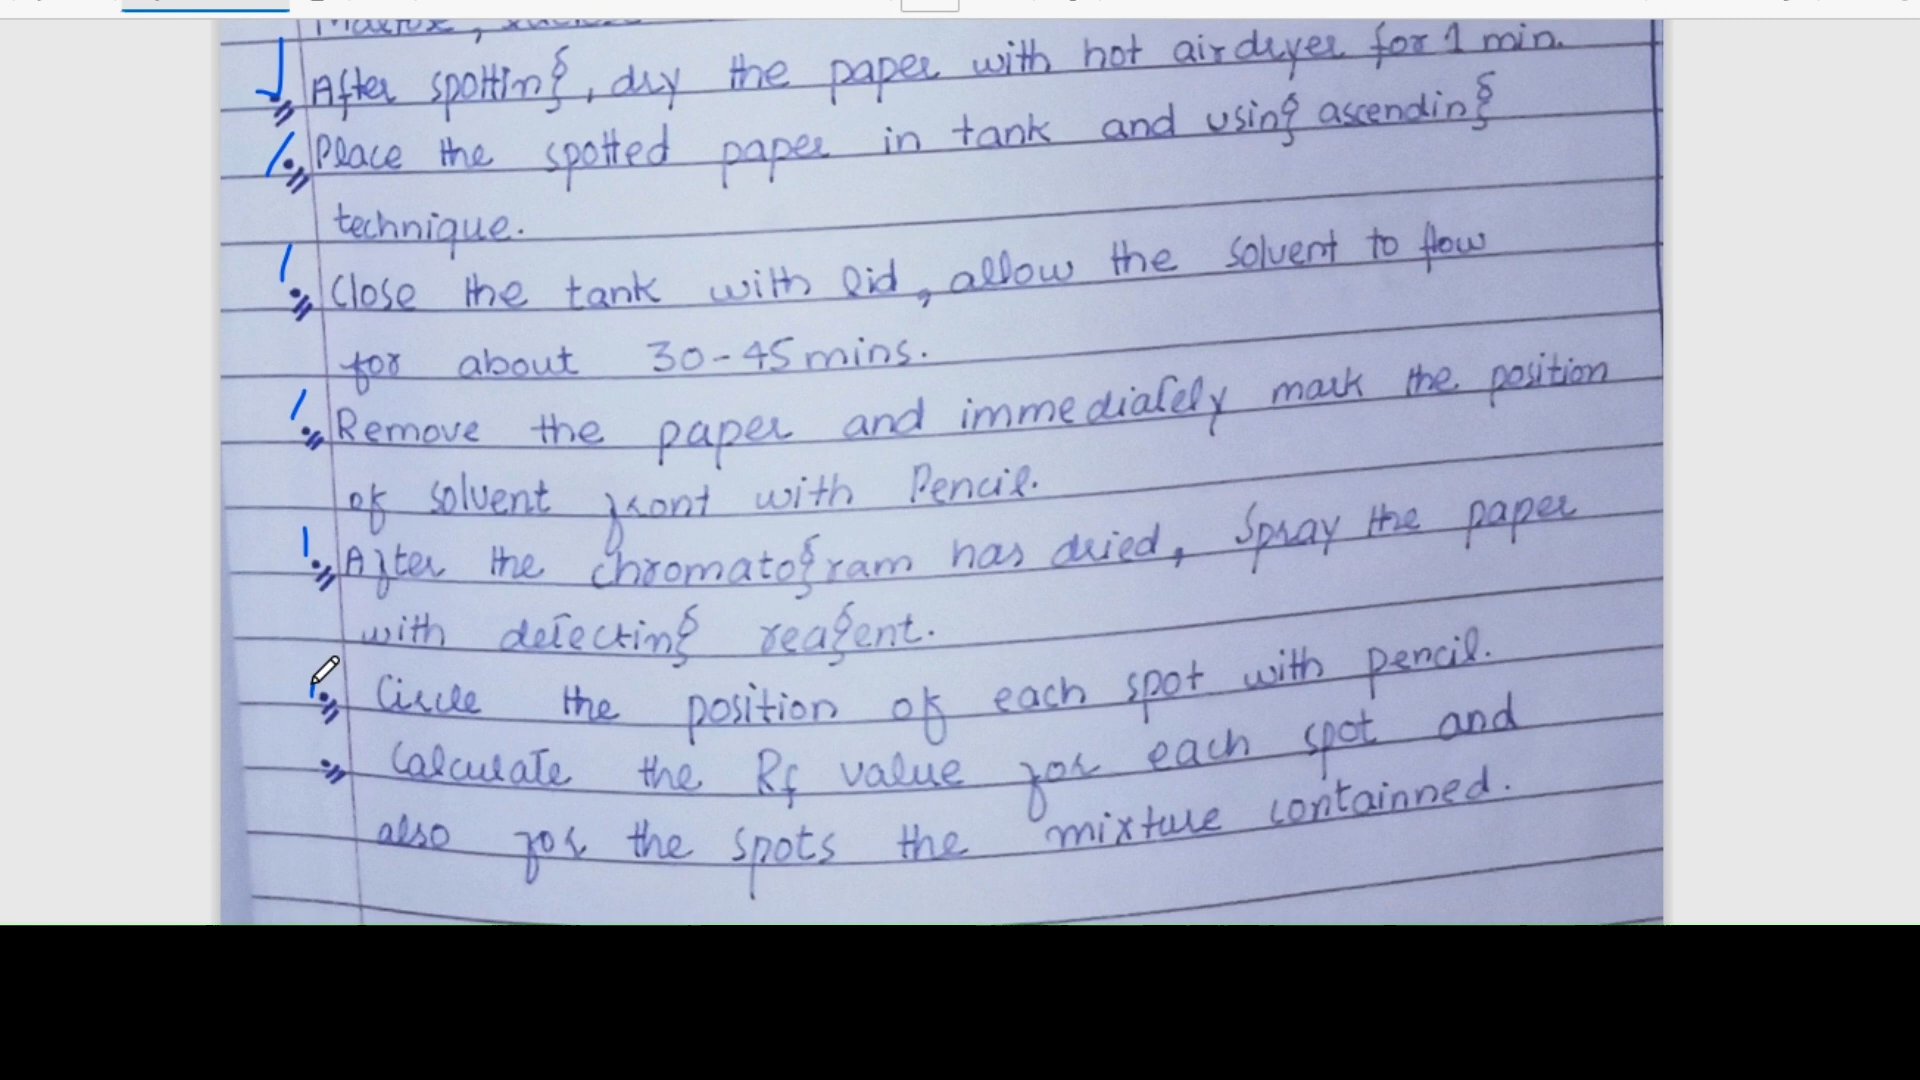 After spotting, dry the paper with hot air dryer for 1 min.
Place the spotted paper in tank and using ascending
technique.
Close the tank with lid, allow the solvent to flow
for about 30-45 mins.
Remove the paper and immediately mark the position
of solvent front with Pencil.
After the chromatogram has dried, Spray the paper
with detecting reagent.
Circle the position of each spot with pencil.
Calculate the Rf value for each spot and
also for the spots the mixture containned.